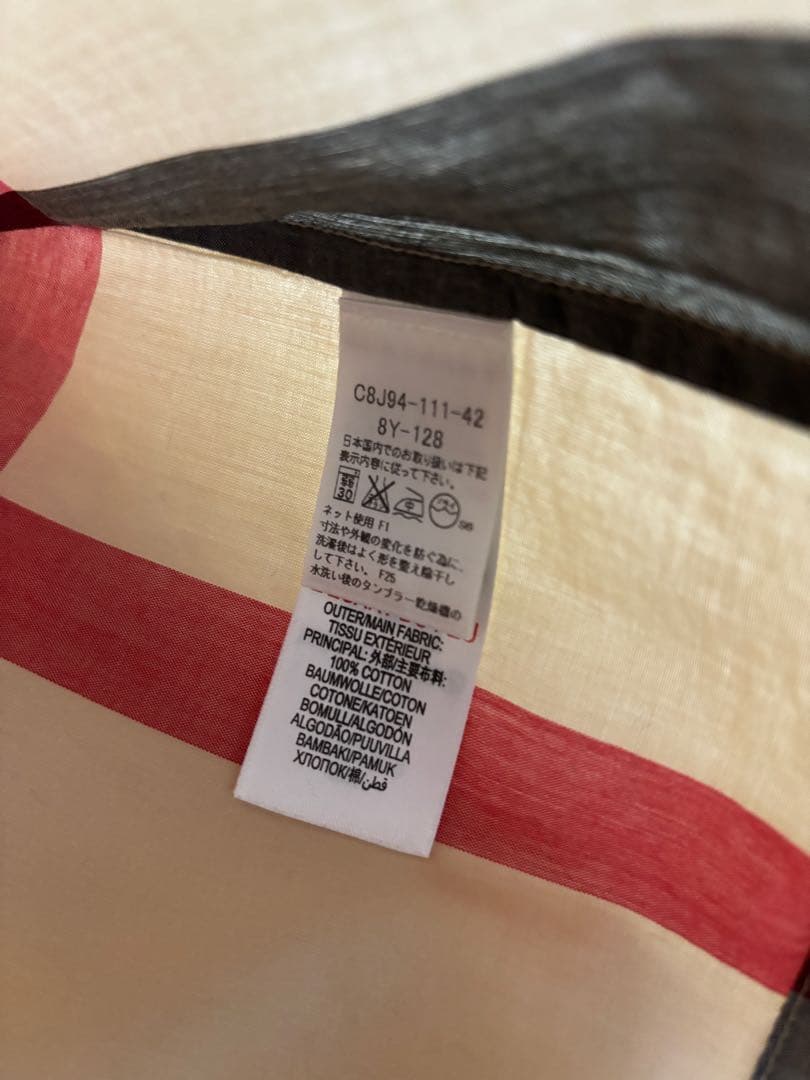 C8J94-111-42
8Y-128
日本国内でのお取り扱いは下記
表示内容に従って下さい。
弱
30
中
ネット使用 F1
寸法や外観の変化を防ぐ為に、
洗濯後はよく形を整え陰干し
して下さい。 F25
水洗い後のタンブラー乾燥機の
OUTER/MAIN FABRIC:
TISSU EXTÉRIEUR
PRINCIPAL: 外部/主要布料:
100% COTTON
BAUMWOLLE/COTON
COTONE/KATOEN
BOMULL/ALGODÓN
ALGODÃO/PUUVILLA
BAMBAKI/PAMUK
ХЛОПОК/棉/قطن